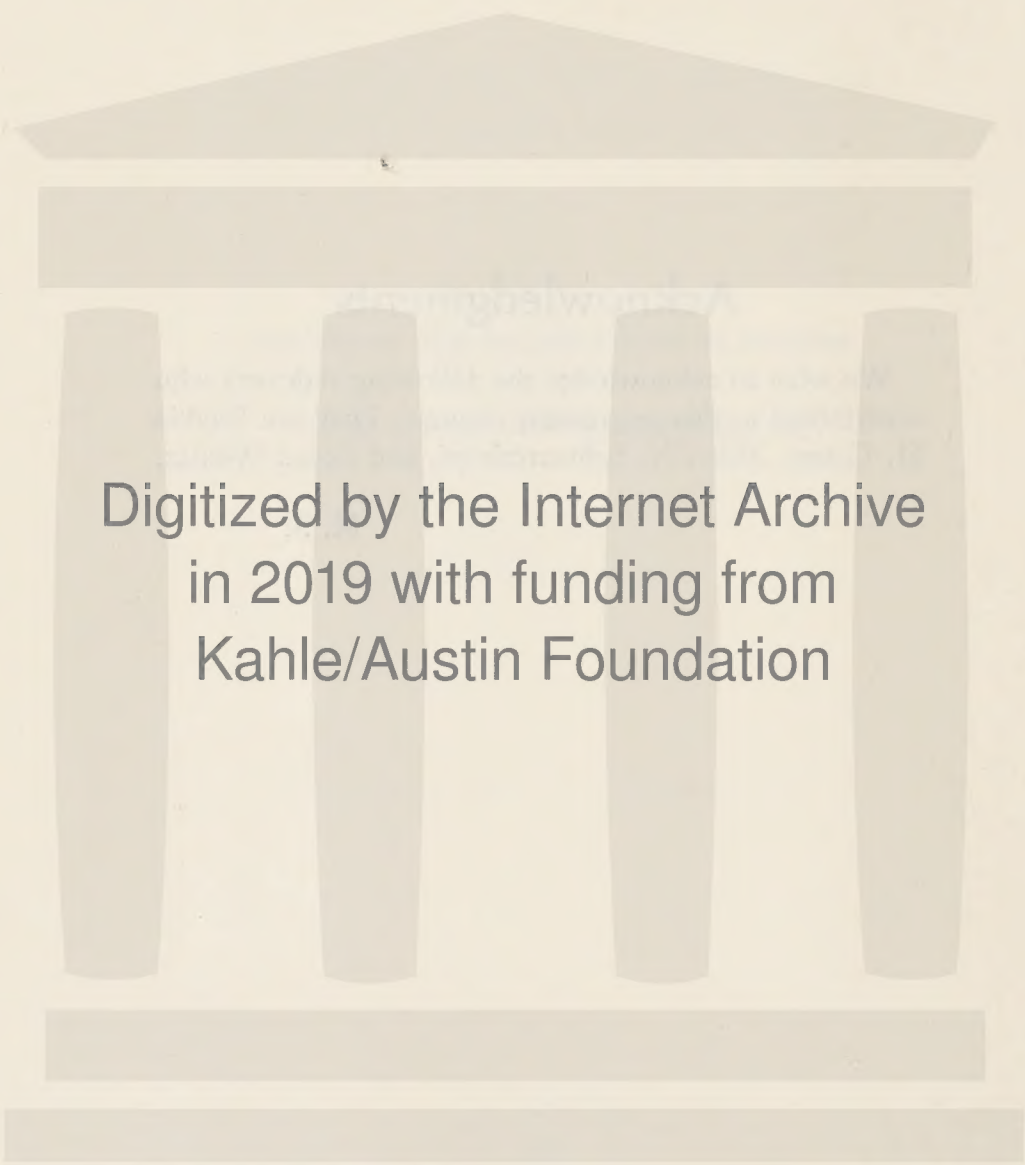 Digitized by the Internet Archive
in 2019 with funding from
Kahle/Austin Foundation